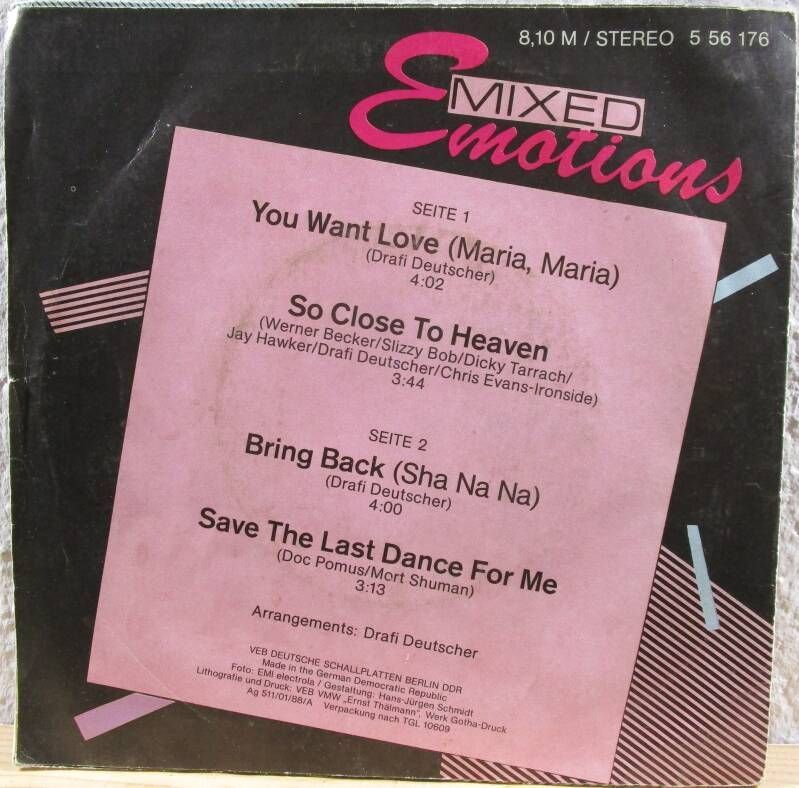 8,10 M / STEREO 5 56 176
MIXED
Emotions
SEITE 1
You Want Love (Maria, Maria)
(Drafi Deutscher)
4:02
So Close To Heaven
(Werner Becker/Slizzy Bob/Dicky Tarrach/
Jay Hawker/Drafi Deutscher/Chris Evans-Ironside)
3:44
SEITE 2
Bring Back (Sha Na Na)
(Drafi Deutscher)
4:00
Save The Last Dance For Me
(Doc Pomus/Mort Shuman)
3:13
Arrangements: Drafi Deutscher
VEB DEUTSCHE SCHALLPLATTEN BERLIN DDR
Made in the German Democratic Republic
Foto: EMI electrola / Gestaltung: Hans-Jürgen Schmidt
Lithografie und Druck: VEB VMW „Ernst Thälmann", Werk Gotha-Druck
Ag 511/01/88/A Verpackung nach TGL 10609